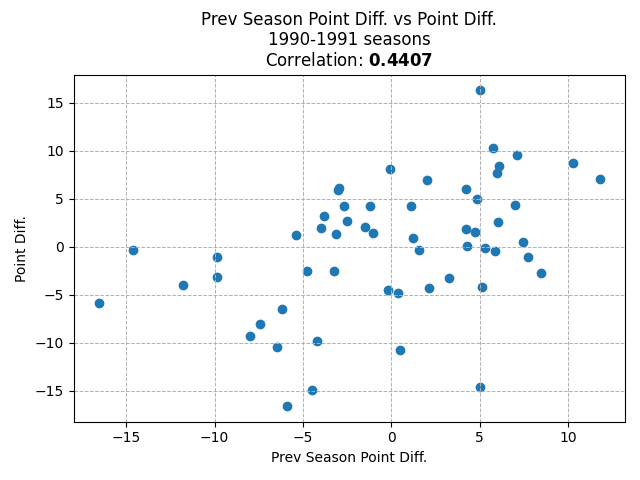 Prev Season Point Diff. vs Point Diff.
1990-1991 seasons
Correlation: 0.4407
15
10
5
0
−5
−10
−15
Point Diff.
−15 −10 −5 0 5 10
Prev Season Point Diff.